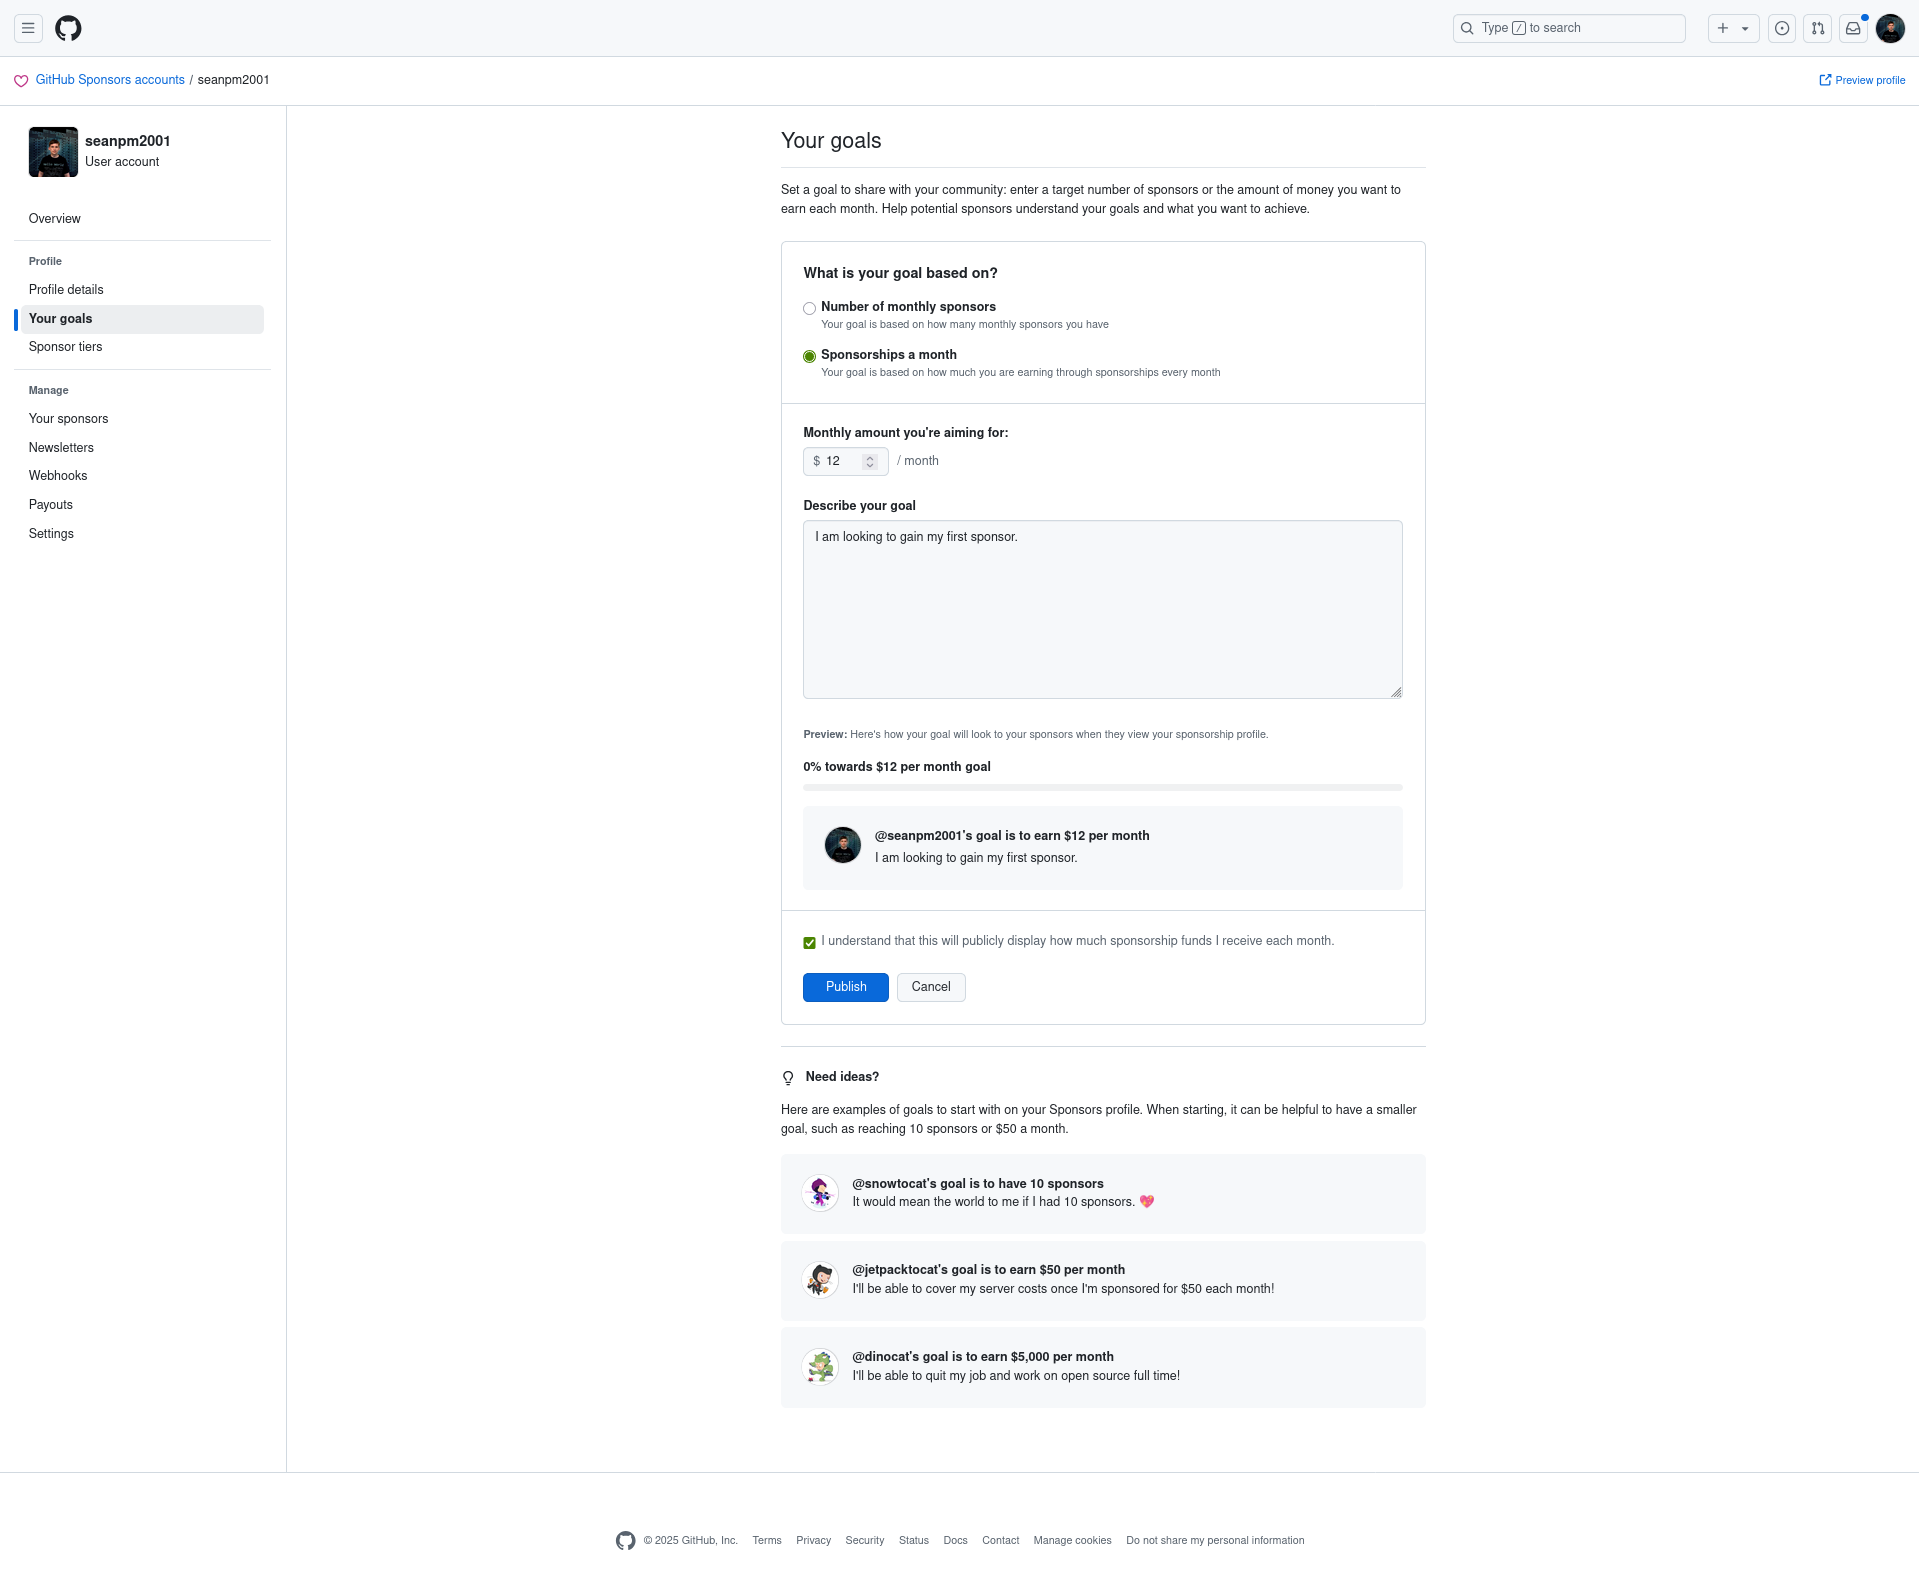 Type / to search
GitHub Sponsors accounts / seanpm2001
Preview profile
seanpm2001
User account
Overview
Profile
Profile details
Your goals
Sponsor tiers
Manage
Your sponsors
Newsletters
Webhooks
Payouts
Settings
Your goals
Set a goal to share with your community: enter a target number of sponsors or the amount of money you want to
earn each month. Help potential sponsors understand your goals and what you want to achieve.
What is your goal based on?
Number of monthly sponsors
Your goal is based on how many monthly sponsors you have
Sponsorships a month
Your goal is based on how much you are earning through sponsorships every month
Monthly amount you're aiming for:
$ 12 / month
Describe your goal
I am looking to gain my first sponsor.
Preview: Here's how your goal will look to your sponsors when they view your sponsorship profile.
0% towards $12 per month goal
@seanpm2001's goal is to earn $12 per month
I am looking to gain my first sponsor.
I understand that this will publicly display how much sponsorship funds I receive each month.
Publish Cancel
Need ideas?
Here are examples of goals to start with on your Sponsors profile. When starting, it can be helpful to have a smaller
goal, such as reaching 10 sponsors or $50 a month.
@snowtocat's goal is to have 10 sponsors
It would mean the world to me if I had 10 sponsors. 💖
@jetpacktocat's goal is to earn $50 per month
I'll be able to cover my server costs once I'm sponsored for $50 each month!
@dinocat's goal is to earn $5,000 per month
I'll be able to quit my job and work on open source full time!
© 2025 GitHub, Inc. Terms Privacy Security Status Docs Contact Manage cookies Do not share my personal information